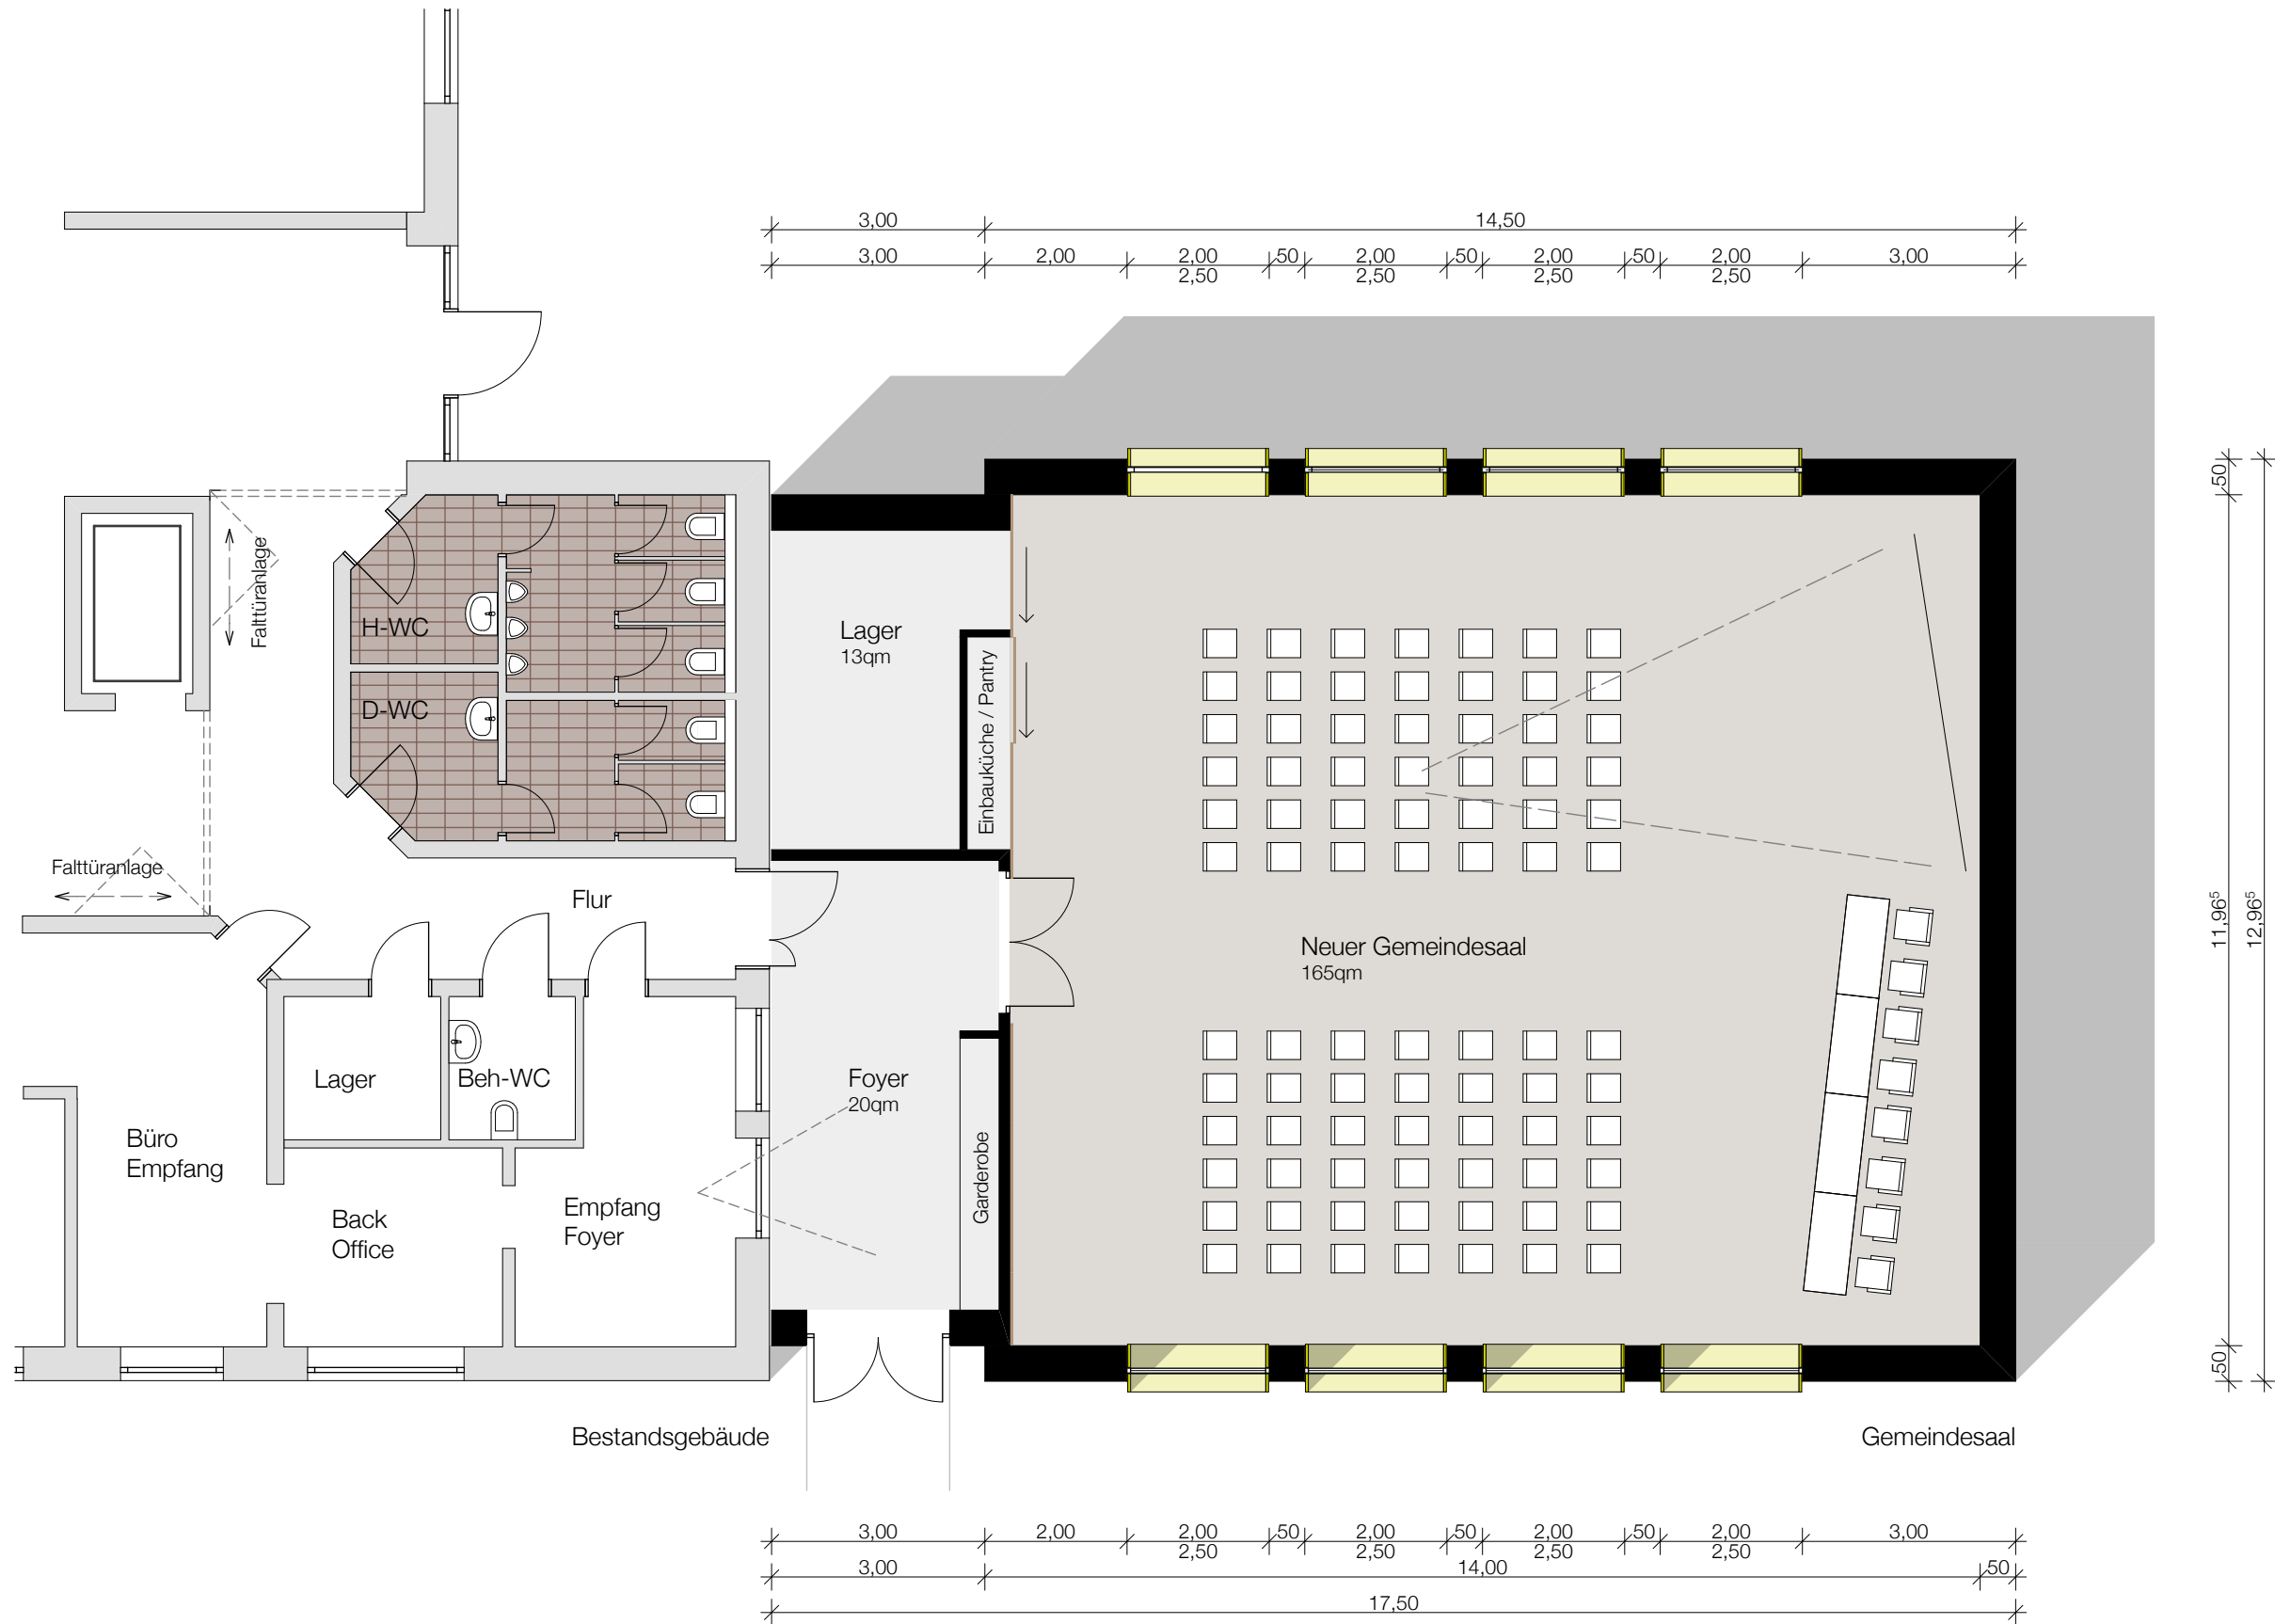 3,00
14,50
3,00
2,00
2,00
50
2,00
50
2,00
50
2,00
3,00
2,50
2,50
2,50
2,50
50
Falttüranlage
H-WC
Lager
13qm
Einbauküche / Pantry
D-WC
Falttüranlage
Flur
11,96⁵
12,96⁵
Neuer Gemeindesaal
165qm
Lager
Beh-WC
Foyer
20qm
Büro
Empfang
Garderobe
Back
Office
Empfang
Foyer
50
Bestandsgebäude
Gemeindesaal
3,00
2,00
2,00
50
2,00
50
2,00
50
2,00
3,00
2,50
2,50
2,50
2,50
3,00
14,00
50
17,50